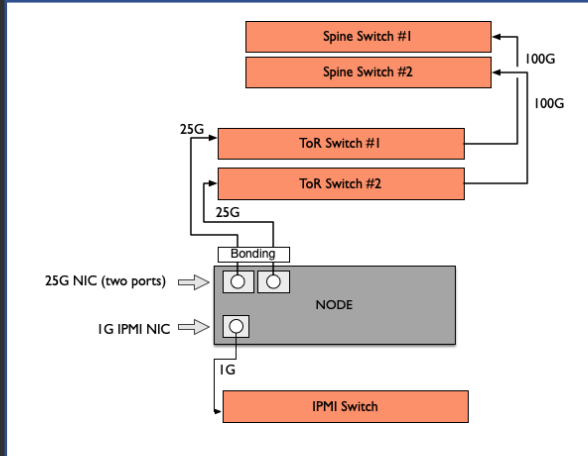 Spine Switch #1
100G
Spine Switch #2
100G
25G
ToR Switch #1
ToR Switch #2
25G
Bonding
25G NIC (two ports)
NODE
1G IPMI NIC
1G
IPMI Switch